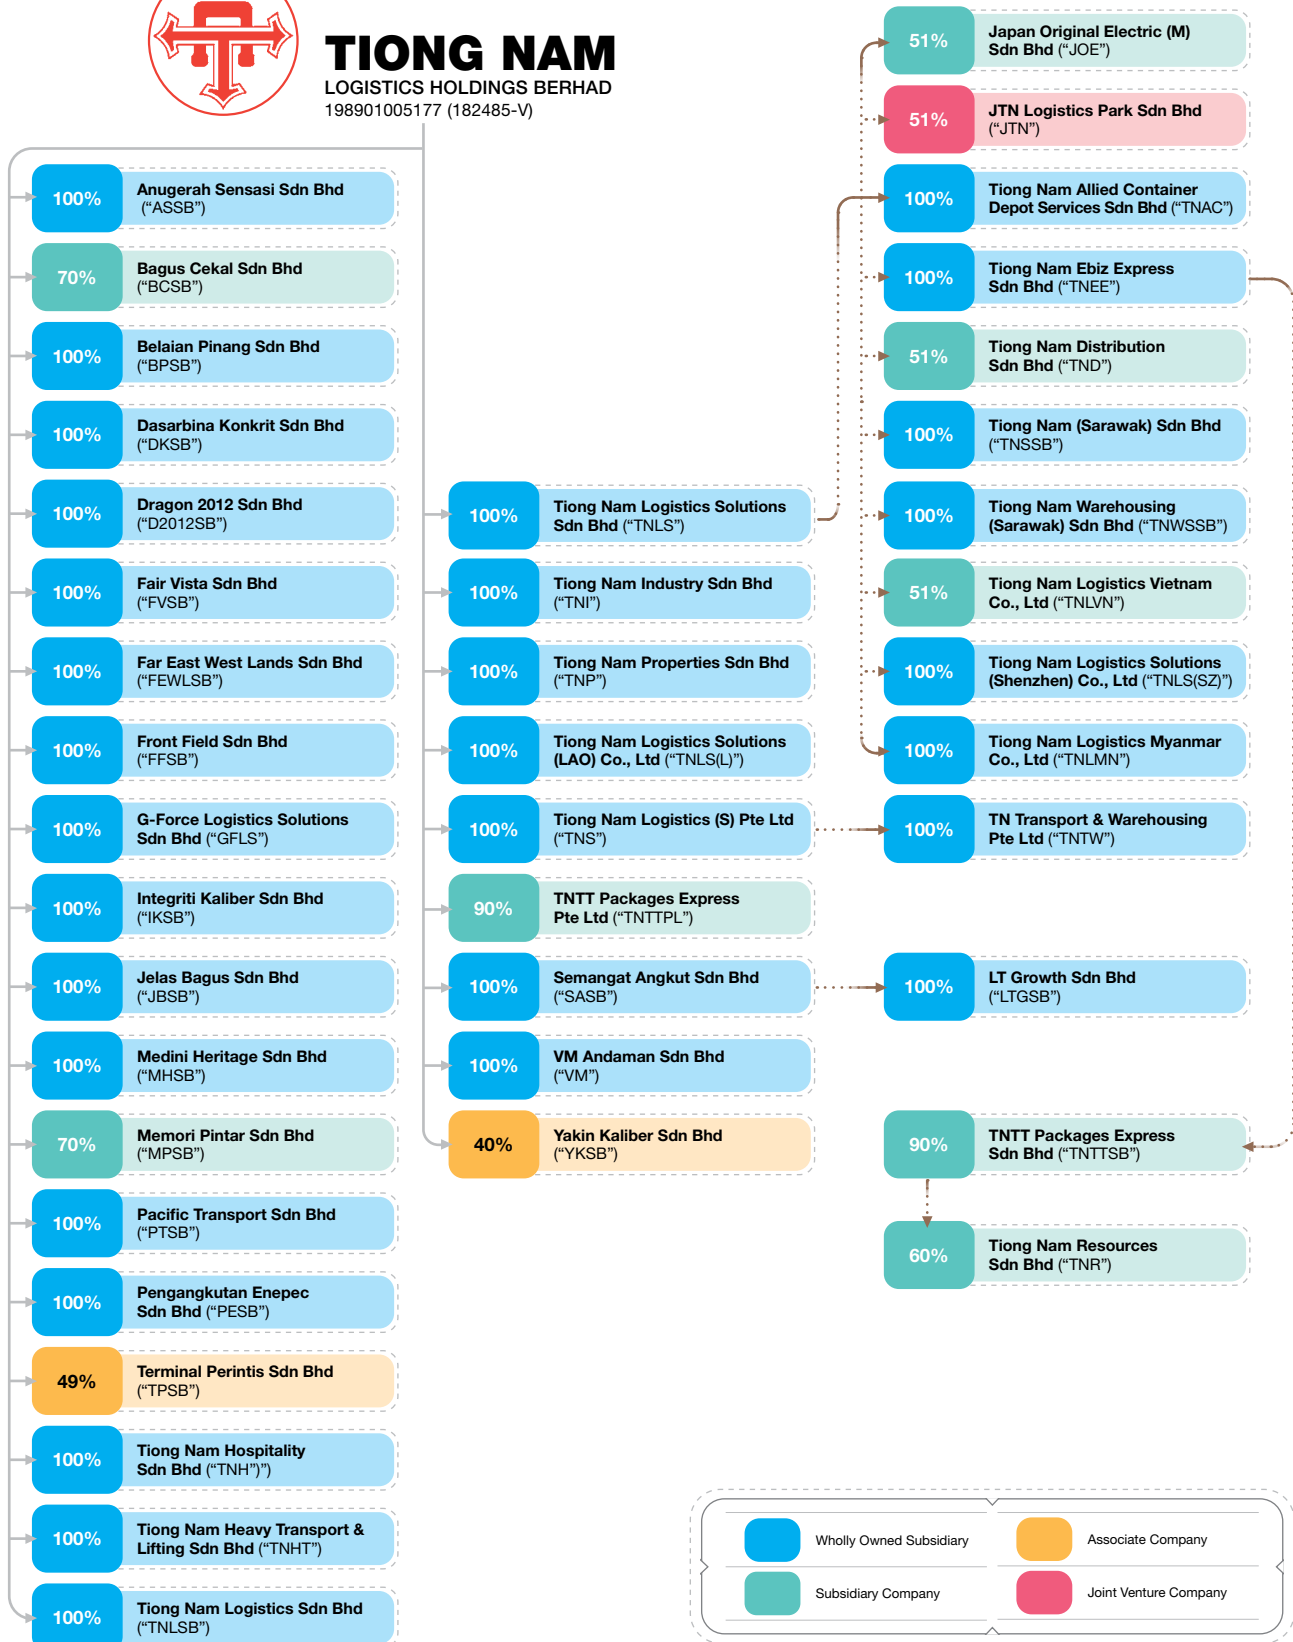 TIONG NAM
LOGISTICS HOLDINGS BERHAD
198901005177 (182485-V)
100%
Anugerah Sensasi Sdn Bhd
(“ASSB”)
70%
Bagus Cekal Sdn Bhd
(“BCSB”)
100%
Belaian Pinang Sdn Bhd
(“BPSB”)
100%
Dasarbina Konkrit Sdn Bhd
(“DKSB”)
100%
Dragon 2012 Sdn Bhd
(“D2012SB”)
100%
Fair Vista Sdn Bhd
(“FVSB”)
100%
Far East West Lands Sdn Bhd
(“FEWLSB”)
100%
Front Field Sdn Bhd
(“FFSB”)
100%
G-Force Logistics Solutions
Sdn Bhd (“GFLS”)
100%
Integriti Kaliber Sdn Bhd
(“IKSB”)
100%
Jelas Bagus Sdn Bhd
(“JBSB”)
100%
Medini Heritage Sdn Bhd
(“MHSB”)
70%
Memori Pintar Sdn Bhd
(“MPSB”)
100%
Pacific Transport Sdn Bhd
(“PTSB”)
100%
Pengangkutan Enepec
Sdn Bhd (“PESB”)
49%
Terminal Perintis Sdn Bhd
(“TPSB”)
100%
Tiong Nam Hospitality
Sdn Bhd (“TNH”)”)
100%
Tiong Nam Heavy Transport &
Lifting Sdn Bhd (“TNHT”)
100%
Tiong Nam Logistics Sdn Bhd
(“TNLSB”)
100%
Tiong Nam Logistics Solutions
Sdn Bhd (“TNLS”)
100%
Tiong Nam Industry Sdn Bhd
(“TNI”)
100%
Tiong Nam Properties Sdn Bhd
(“TNP”)
100%
Tiong Nam Logistics Solutions
(LAO) Co., Ltd (“TNLS(L)”)
100%
Tiong Nam Logistics (S) Pte Ltd
(“TNS”)
90%
TNTT Packages Express
Pte Ltd (“TNTTPL”)
100%
Semangat Angkut Sdn Bhd
(“SASB”)
100%
VM Andaman Sdn Bhd
(“VM”)
40%
Yakin Kaliber Sdn Bhd
(“YKSB”)
51%
Japan Original Electric (M)
Sdn Bhd (“JOE”)
51%
JTN Logistics Park Sdn Bhd
(“JTN”)
100%
Tiong Nam Allied Container
Depot Services Sdn Bhd (“TNAC”)
100%
Tiong Nam Ebiz Express
Sdn Bhd (“TNEE”)
51%
Tiong Nam Distribution
Sdn Bhd (“TND”)
100%
Tiong Nam (Sarawak) Sdn Bhd
(“TNSSB”)
100%
Tiong Nam Warehousing
(Sarawak) Sdn Bhd (“TNWSSB”)
51%
Tiong Nam Logistics Vietnam
Co., Ltd (“TNLVN”)
100%
Tiong Nam Logistics Solutions
(Shenzhen) Co., Ltd (“TNLS(SZ)”)
100%
Tiong Nam Logistics Myanmar
Co., Ltd (“TNLMN”)
100%
TN Transport & Warehousing
Pte Ltd (“TNTW”)
100%
LT Growth Sdn Bhd
(“LTGSB”)
90%
TNTT Packages Express
Sdn Bhd (“TNTTSB”)
60%
Tiong Nam Resources
Sdn Bhd (“TNR”)
Wholly Owned Subsidiary
Associate Company
Subsidiary Company
Joint Venture Company